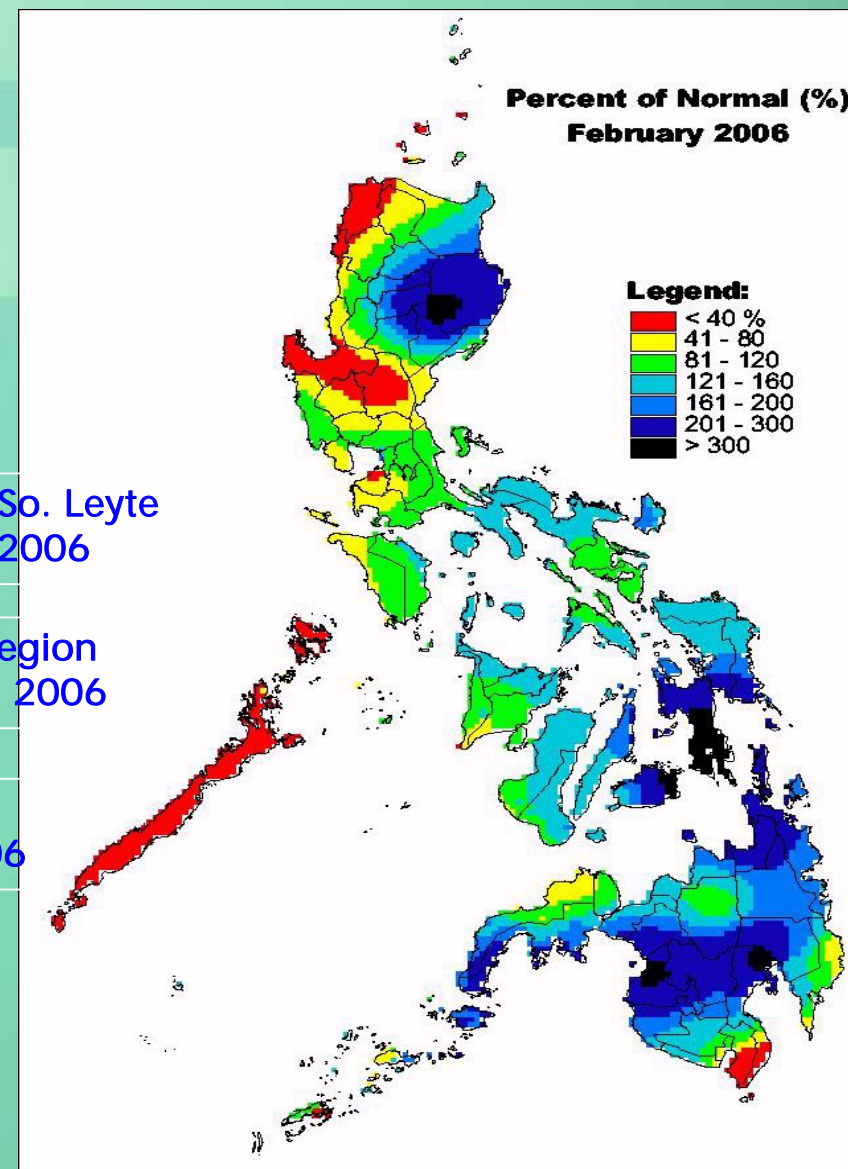 Percent of Normal (%)
February 2006
Legend:
< 40 %
41 - 80
81 - 120
121 - 160
161 - 200
201 - 300
> 300
So. Leyte
2006
egion
2006
06